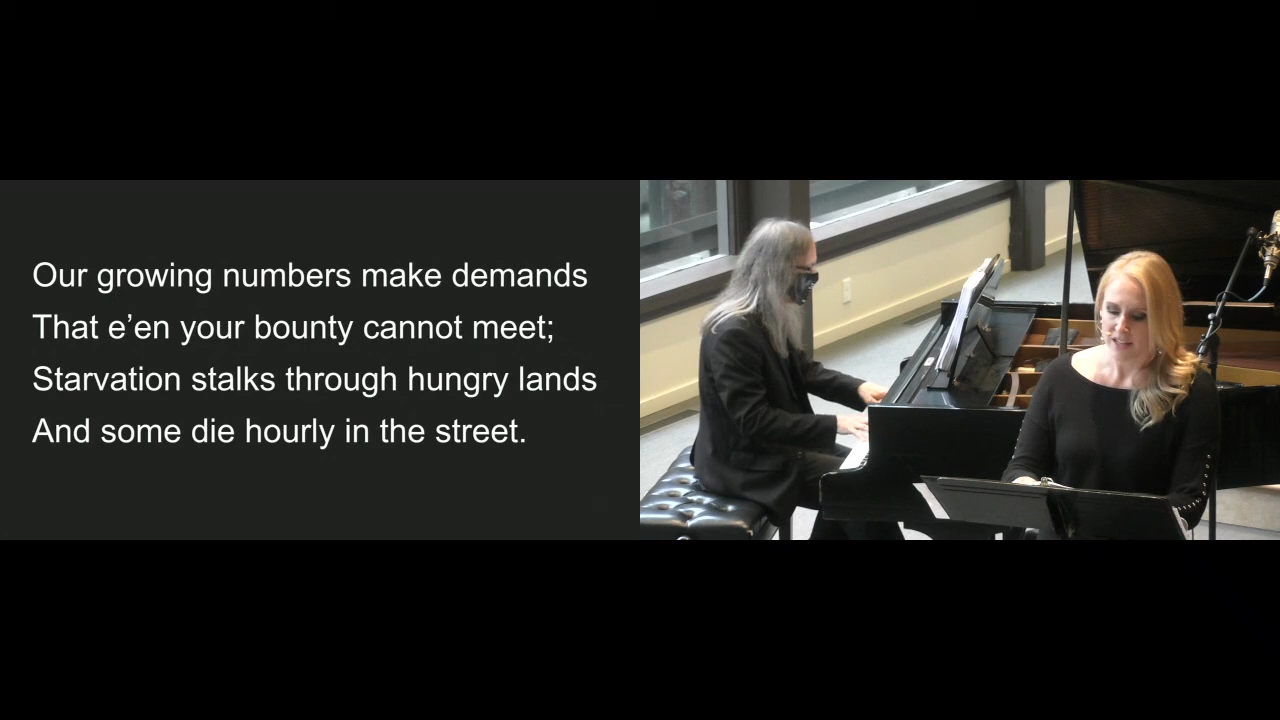 Our growing numbers make demands
That e’en your bounty cannot meet;
Starvation stalks through hungry lands
And some die hourly in the street.